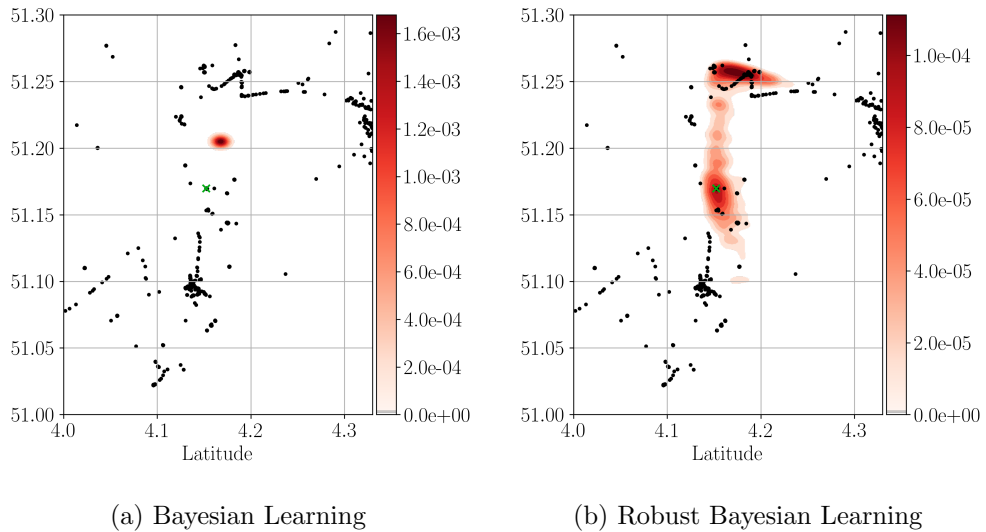 51.30
51.25
51.20
51.15
51.10
51.05
51.00
4.0 4.1 4.2 4.3
Latitude
1.6e-03
1.4e-03
1.2e-03
1.0e-03
8.0e-04
6.0e-04
4.0e-04
2.0e-04
0.0e+00
(a) Bayesian Learning
51.30
51.25
51.20
51.15
51.10
51.05
51.00
4.0 4.1 4.2 4.3
Latitude
1.0e-04
8.0e-05
6.0e-05
4.0e-05
2.0e-05
0.0e+00
(b) Robust Bayesian Learning